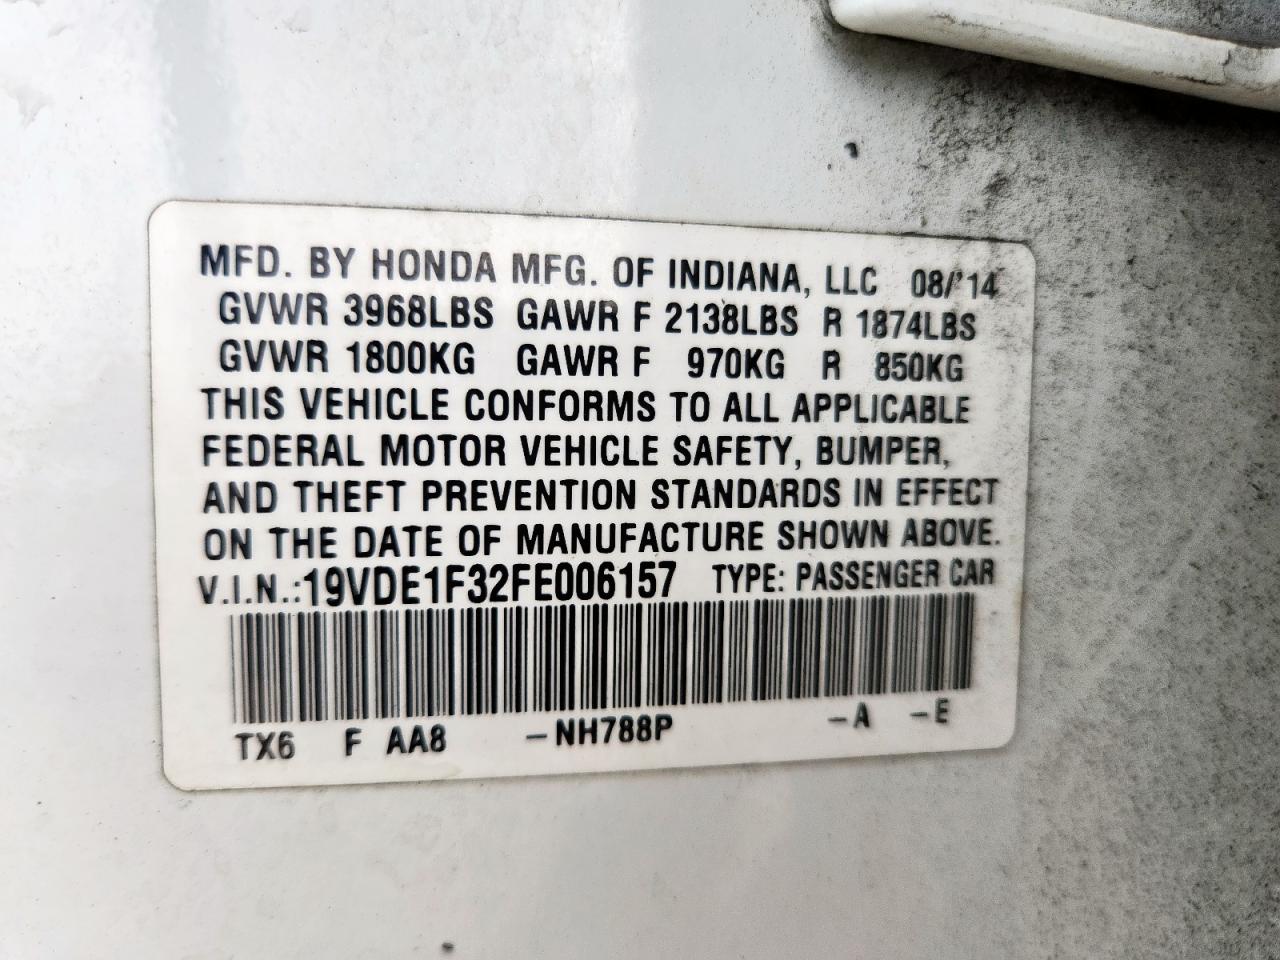 MFD. BY HONDA MFG. OF INDIANA, LLC 08/'14
GVWR 3968LBS GAWR F 2138LBS R 1874LBS
GVWR 1800KG GAWR F 970KG R 850KG
THIS VEHICLE CONFORMS TO ALL APPLICABLE
FEDERAL MOTOR VEHICLE SAFETY, BUMPER,
AND THEFT PREVENTION STANDARDS IN EFFECT
ON THE DATE OF MANUFACTURE SHOWN ABOVE.
V.I.N.:19VDE1F32FE006157 TYPE: PASSENGER CAR
TX6 F AA8 -NH788P -A -E